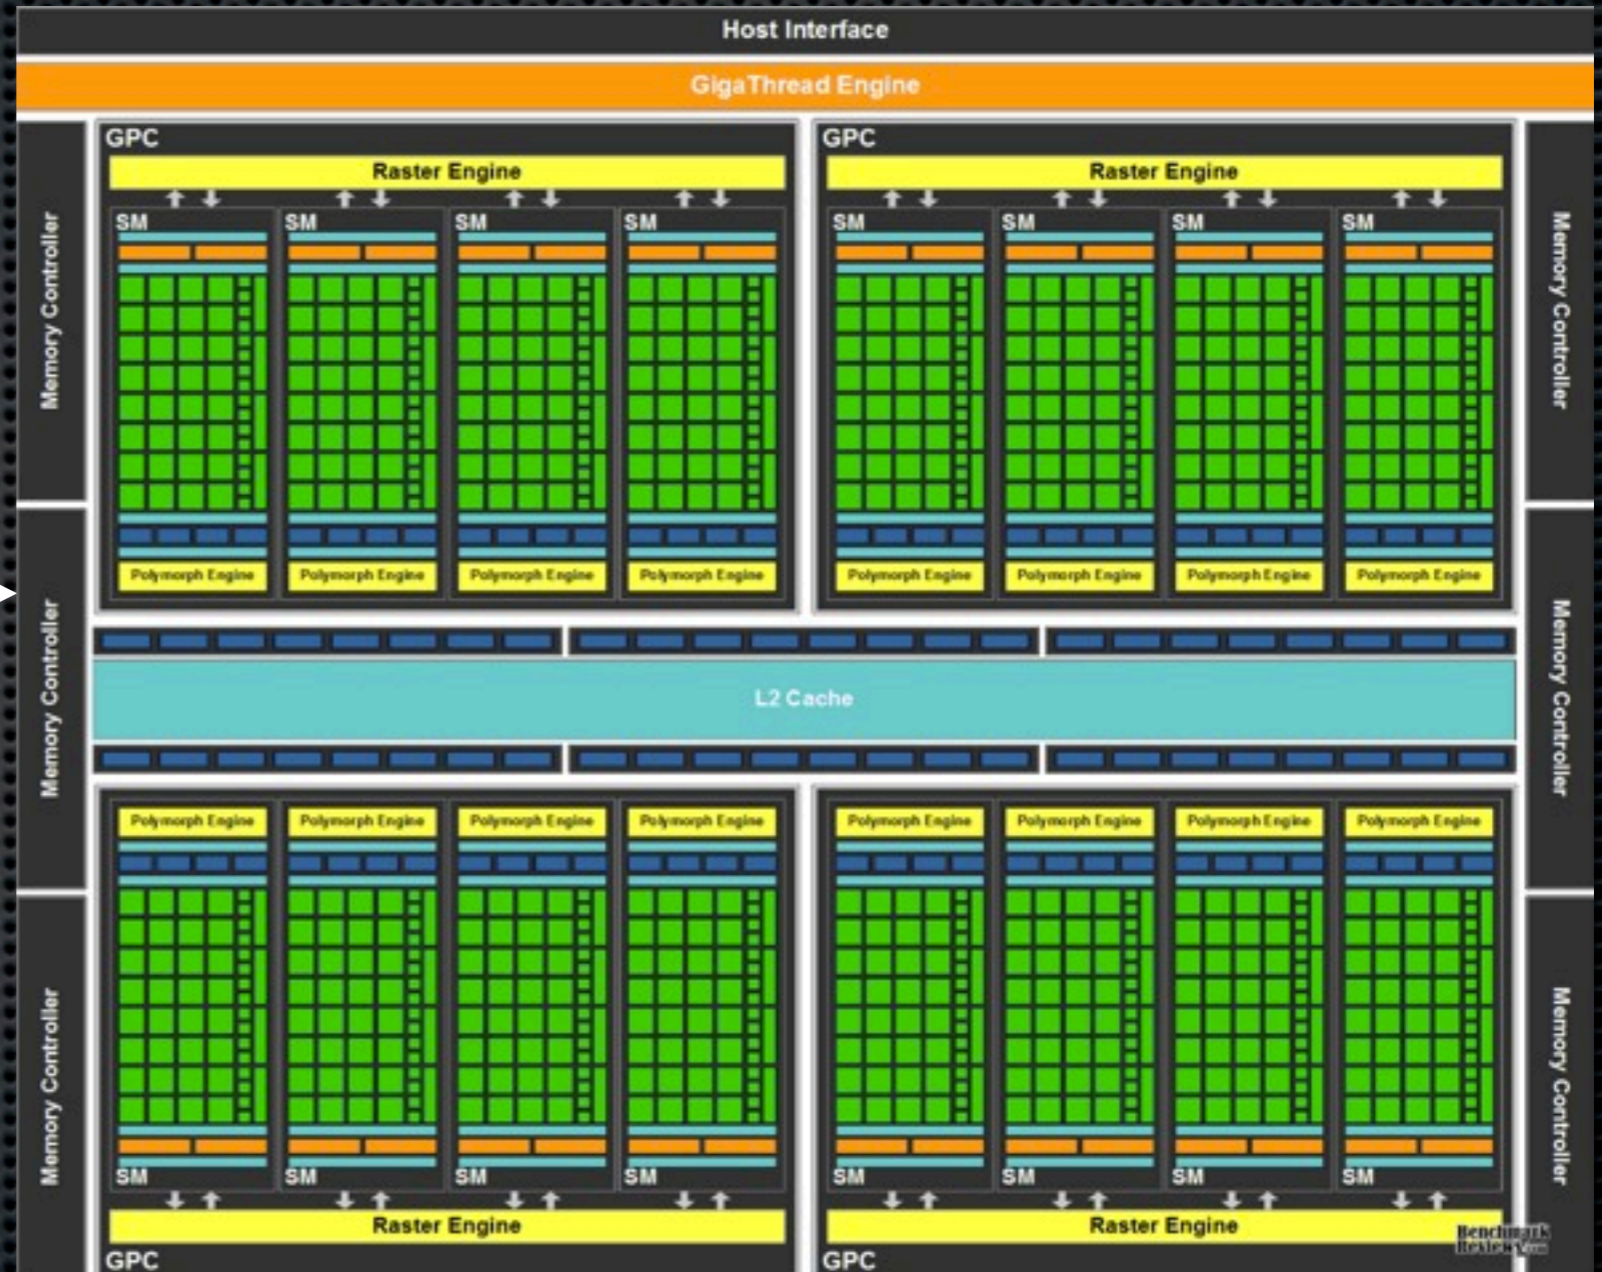 Host Interface
GigaThread Engine
GPC
GPC
Raster Engine
Raster Engine
SM
SM
SM
SM
SM
SM
SM
SM
Memory Controller
Memory Controller
Polymorph Engine
Polymorph Engine
Polymorph Engine
Polymorph Engine
Polymorph Engine
Polymorph Engine
Polymorph Engine
Polymorph Engine
Memory Controller
L2 Cache
Memory Controller
Polymorph Engine
Polymorph Engine
Polymorph Engine
Polymorph Engine
Polymorph Engine
Polymorph Engine
Polymorph Engine
Polymorph Engine
Memory Controller
Memory Controller
SM
SM
SM
SM
SM
SM
SM
SM
Raster Engine
Raster Engine
Benchmark
Reviews.com
GPC
GPC